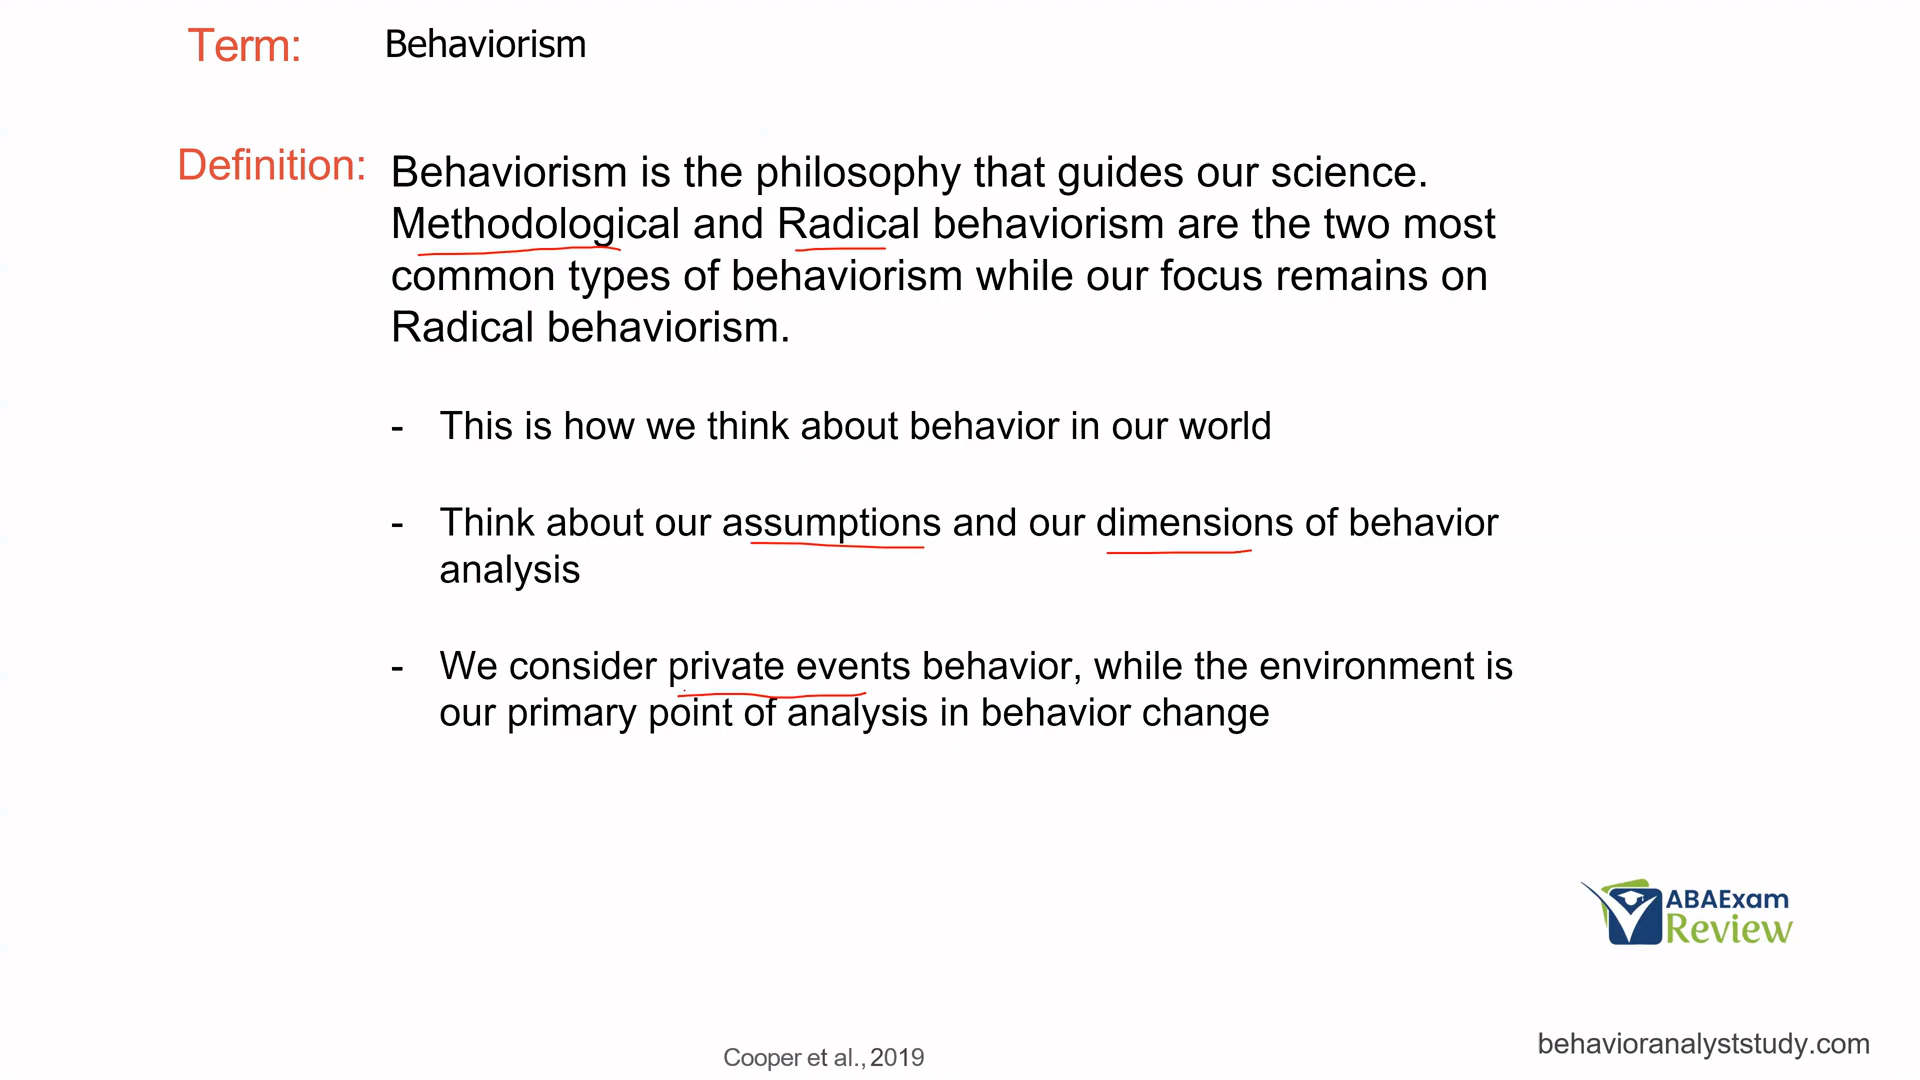 Term: Behaviorism
Definition: Behaviorism is the philosophy that guides our science.
Methodological and Radical behaviorism are the two most
common types of behaviorism while our focus remains on
Radical behaviorism.
- This is how we think about behavior in our world
- Think about our assumptions and our dimensions of behavior
analysis
- We consider private events behavior, while the environment is
our primary point of analysis in behavior change
ABAExam
Review
behavioranalyststudy.com
Cooper et al., 2019